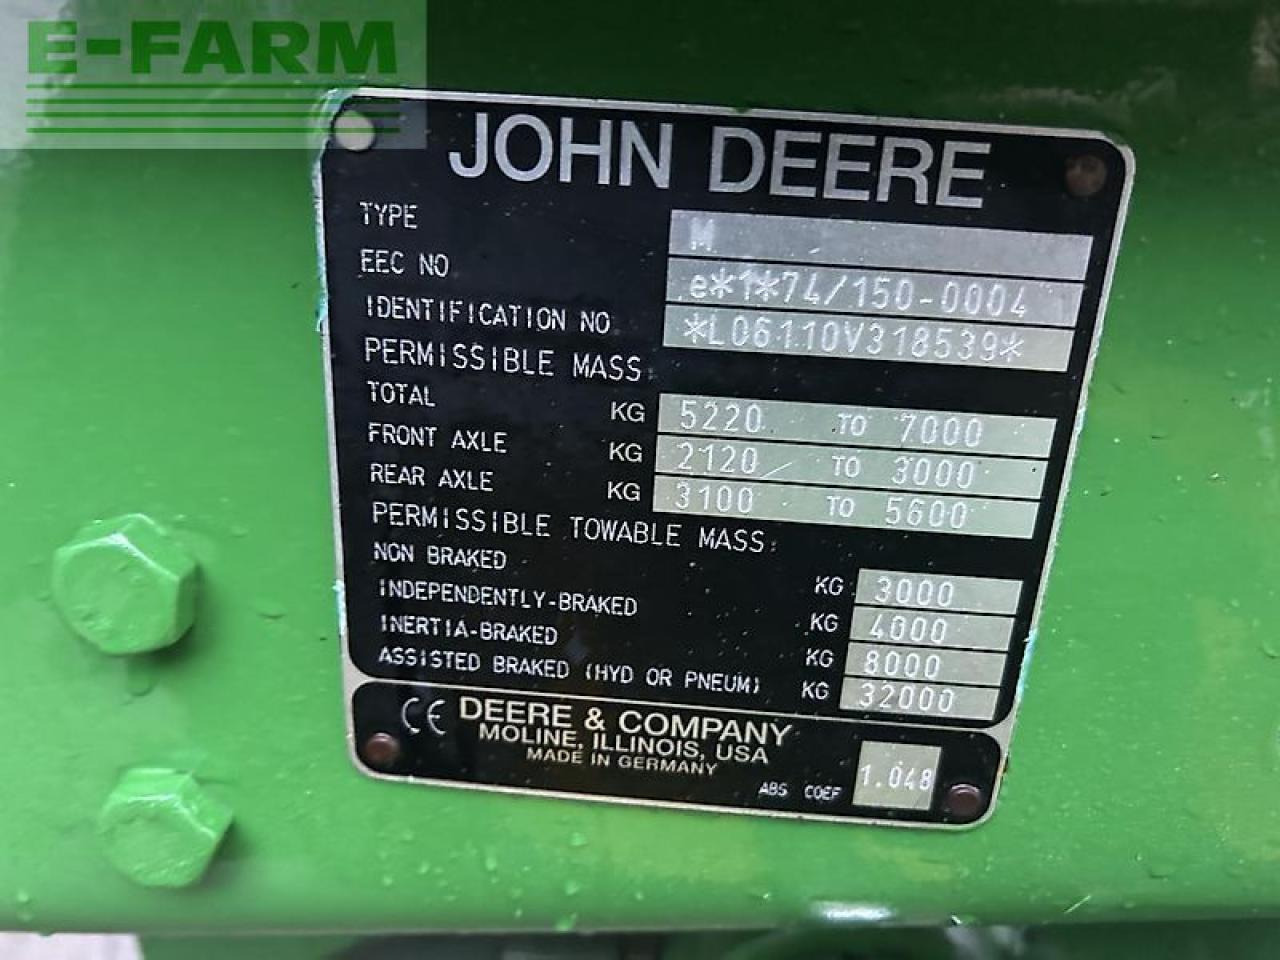 E-FARM
JOHN DEERE
TYPE M
EEC NO e*1*74/150-0004
IDENTIFICATION NO *L06110V318539*
PERMISSIBLE MASS:
TOTAL KG 5220 TO 7000
FRONT AXLE KG 2120 TO 3000
REAR AXLE KG 3100 TO 5600
PERMISSIBLE TOWABLE MASS:
NON BRAKED KG 3000
INDEPENDENTLY-BRAKED KG 4000
INERTIA-BRAKED KG 8000
ASSISTED BRAKED (HYD OR PNEUM) KG 32000
CE DEERE & COMPANY
MOLINE, ILLINOIS, USA
MADE IN GERMANY
ABS COEF 1.048